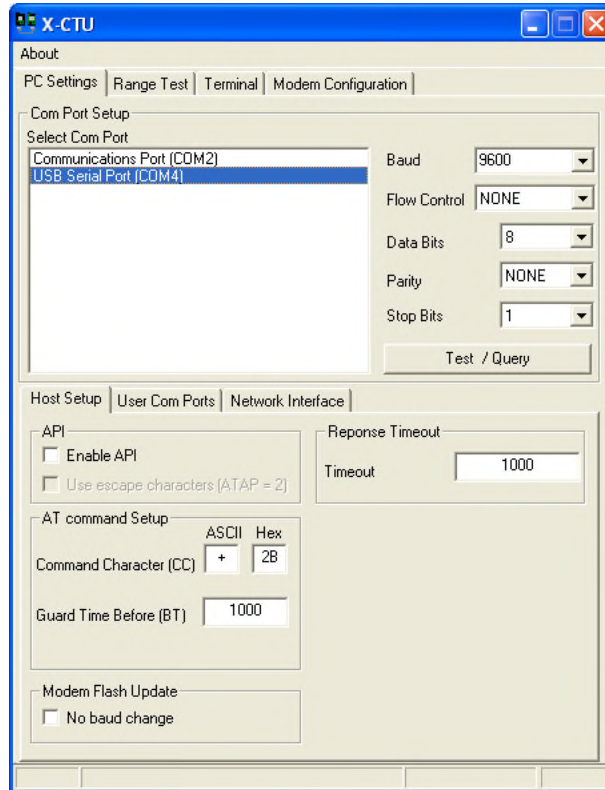 X-CTU
About
PC Settings Range Test Terminal Modem Configuration
Com Port Setup
Select Com Port
Communications Port (COM2)
USB Serial Port (COM4)
Baud 9600
Flow Control NONE
Data Bits 8
Parity NONE
Stop Bits 1
Test / Query
Host Setup User Com Ports Network Interface
API
Enable API
Use escape characters (ATAP = 2)
Reponse Timeout
Timeout 1000
AT command Setup
ASCII Hex
Command Character (CC) + 2B
Guard Time Before (BT) 1000
Modem Flash Update
No baud change